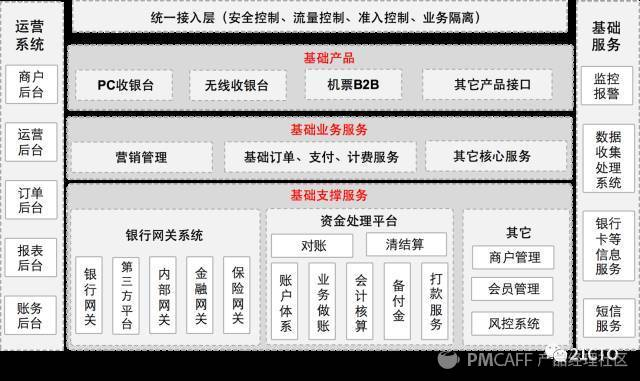 运营
系统
商户
后台
运营
后台
订单
后台
报表
后台
账务
后台
统一接入层（安全控制、流量控制、准入控制、业务隔离）
基础产品
PC收银台
无线收银台
机票B2B
其它产品接口
基础业务服务
营销管理
基础订单、支付、计费服务
其它核心服务
基础支撑服务
银行网关系统
银行网关
第三方平台
内部网关
金融网关
保险网关
资金处理平台
对账
清结算
账户体系
业务做账
会计核算
备付金
打款服务
其它
商户管理
会员管理
风控系统
基础
服务
监控
报警
数据
收集
处理
系统
银行
卡等
信息
服务
短信
服务
21CTO
PMCAFF 产品经理社区